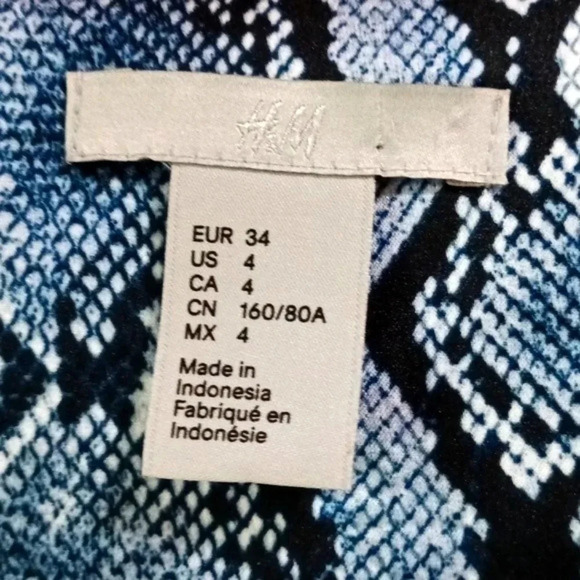 H&M
EUR 34
US 4
CA 4
CN 160/80A
MX 4
Made in
Indonesia
Fabriqué en
Indonésie